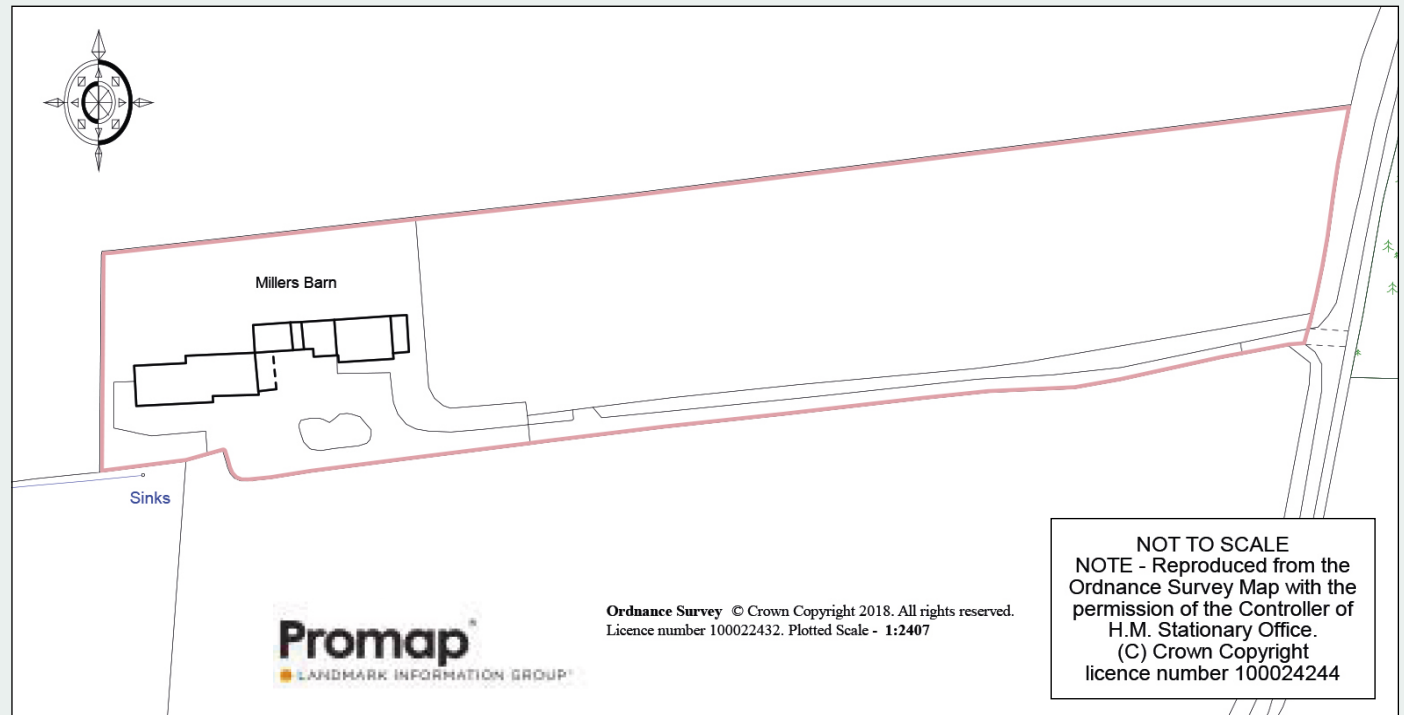 Millers Barn
Sinks
Promap
LANDMARK INFORMATION GROUP
Ordnance Survey © Crown Copyright 2018. All rights reserved.
Licence number 100022432. Plotted Scale - 1:2407
NOT TO SCALE
NOTE - Reproduced from the
Ordnance Survey Map with the
permission of the Controller of
H.M. Stationary Office.
(C) Crown Copyright
licence number 100024244